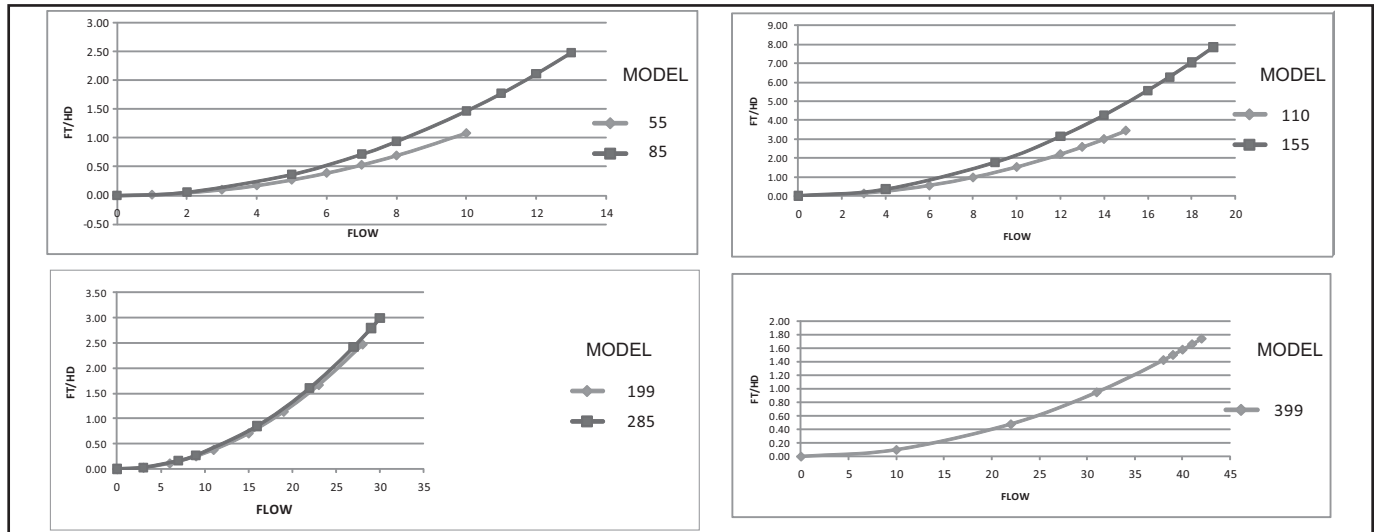 3.00
2.50
2.00
1.50
1.00
0.50
0.00
-0.50
FT/HD
0 2 4 6 8 10 12 14
FLOW
MODEL
55
85
9.00
8.00
7.00
6.00
5.00
4.00
3.00
2.00
1.00
0.00
FT/HD
0 2 4 6 8 10 12 14 16 18 20
FLOW
MODEL
110
155
3.50
3.00
2.50
2.00
1.50
1.00
0.50
0.00
FT/HD
0 5 10 15 20 25 30 35
FLOW
MODEL
199
285
2.00
1.80
1.60
1.40
1.20
1.00
0.80
0.60
0.40
0.20
0.00
FT/HD
0 5 10 15 20 25 30 35 40 45
FLOW
MODEL
399